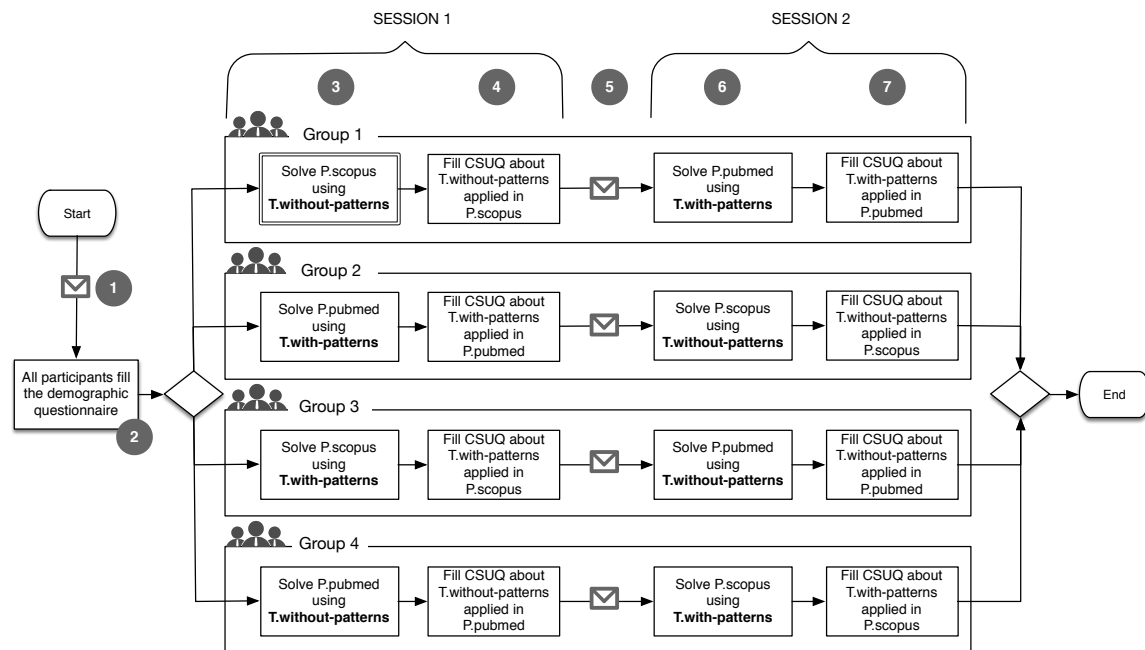 SESSION 1
SESSION 2
3
4
5
6
7
Group 1
Solve P.scopus
using
T.without-patterns
Fill CSUQ about
T.without-patterns
applied in
P.scopus
Solve P.pubmed
using
T.with-patterns
Fill CSUQ about
T.with-patterns
applied in
P.pubmed
Start
1
Group 2
Solve P.pubmed
using
T.with-patterns
Fill CSUQ about
T.with-patterns
applied in
P.pubmed
Solve P.scopus
using
T.without-patterns
Fill CSUQ about
T.without-patterns
applied in
P.scopus
All participants fill
the demographic
questionnaire
2
End
Group 3
Solve P.scopus
using
T.with-patterns
Fill CSUQ about
T.with-patterns
applied in
P.scopus
Solve P.pubmed
using
T.without-patterns
Fill CSUQ about
T.without-patterns
applied in
P.pubmed
Group 4
Solve P.pubmed
using
T.without-patterns
Fill CSUQ about
T.without-patterns
applied in
P.pubmed
Solve P.scopus
using
T.with-patterns
Fill CSUQ about
T.with-patterns
applied in
P.scopus